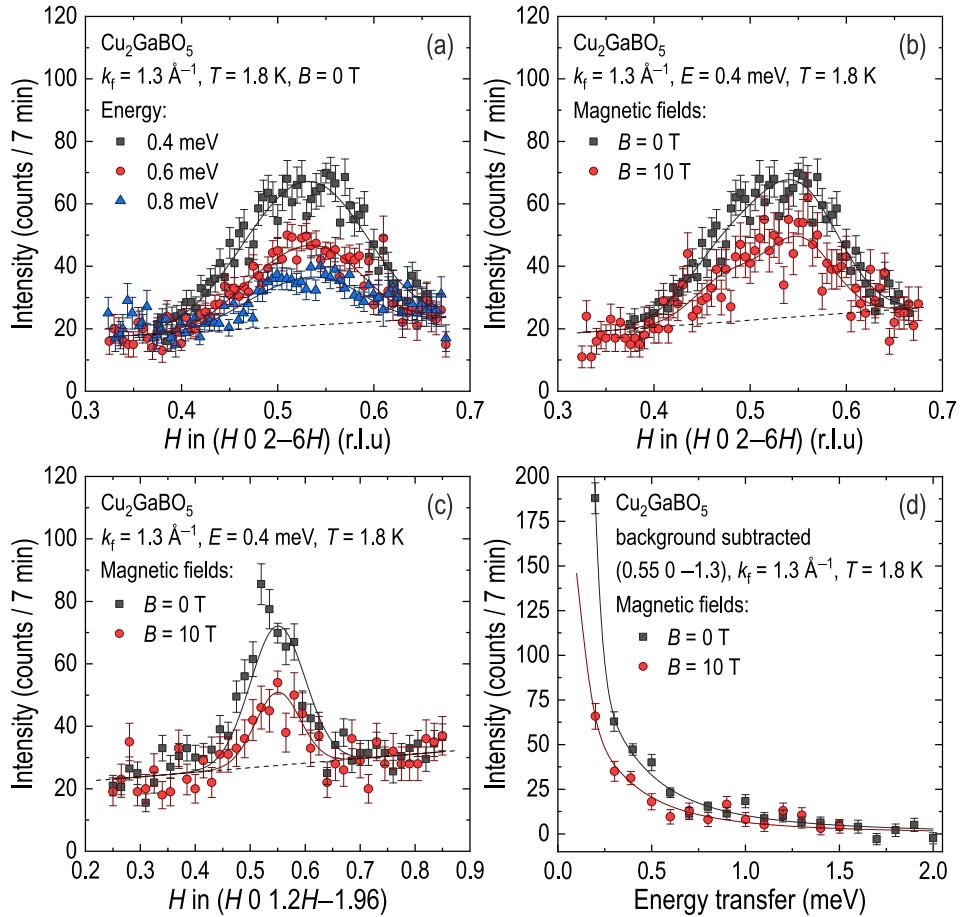 (a)
Cu₂GaBO₅
k_f = 1.3 Å⁻¹, T = 1.8 K, B = 0 T
Energy:
0.4 meV
0.6 meV
0.8 meV
Intensity (counts / 7 min)
120
100
80
60
40
20
0
0.3 0.4 0.5 0.6 0.7
H in (H 0 2–6H) (r.l.u)
(b)
Cu₂GaBO₅
k_f = 1.3 Å⁻¹, E = 0.4 meV, T = 1.8 K
Magnetic fields:
B = 0 T
B = 10 T
Intensity (counts / 7 min)
120
100
80
60
40
20
0
0.3 0.4 0.5 0.6 0.7
H in (H 0 2–6H) (r.l.u)
(c)
Cu₂GaBO₅
k_f = 1.3 Å⁻¹, E = 0.4 meV, T = 1.8 K
Magnetic fields:
B = 0 T
B = 10 T
Intensity (counts / 7 min)
120
100
80
60
40
20
0
0.2 0.3 0.4 0.5 0.6 0.7 0.8 0.9
H in (H 0 1.2H–1.96)
(d)
Cu₂GaBO₅
background subtracted
(0.55 0 –1.3), k_f = 1.3 Å⁻¹, T = 1.8 K
Magnetic fields:
B = 0 T
B = 10 T
Intensity (counts / 7 min)
200
175
150
125
100
75
50
25
0
0.0 0.5 1.0 1.5 2.0
Energy transfer (meV)